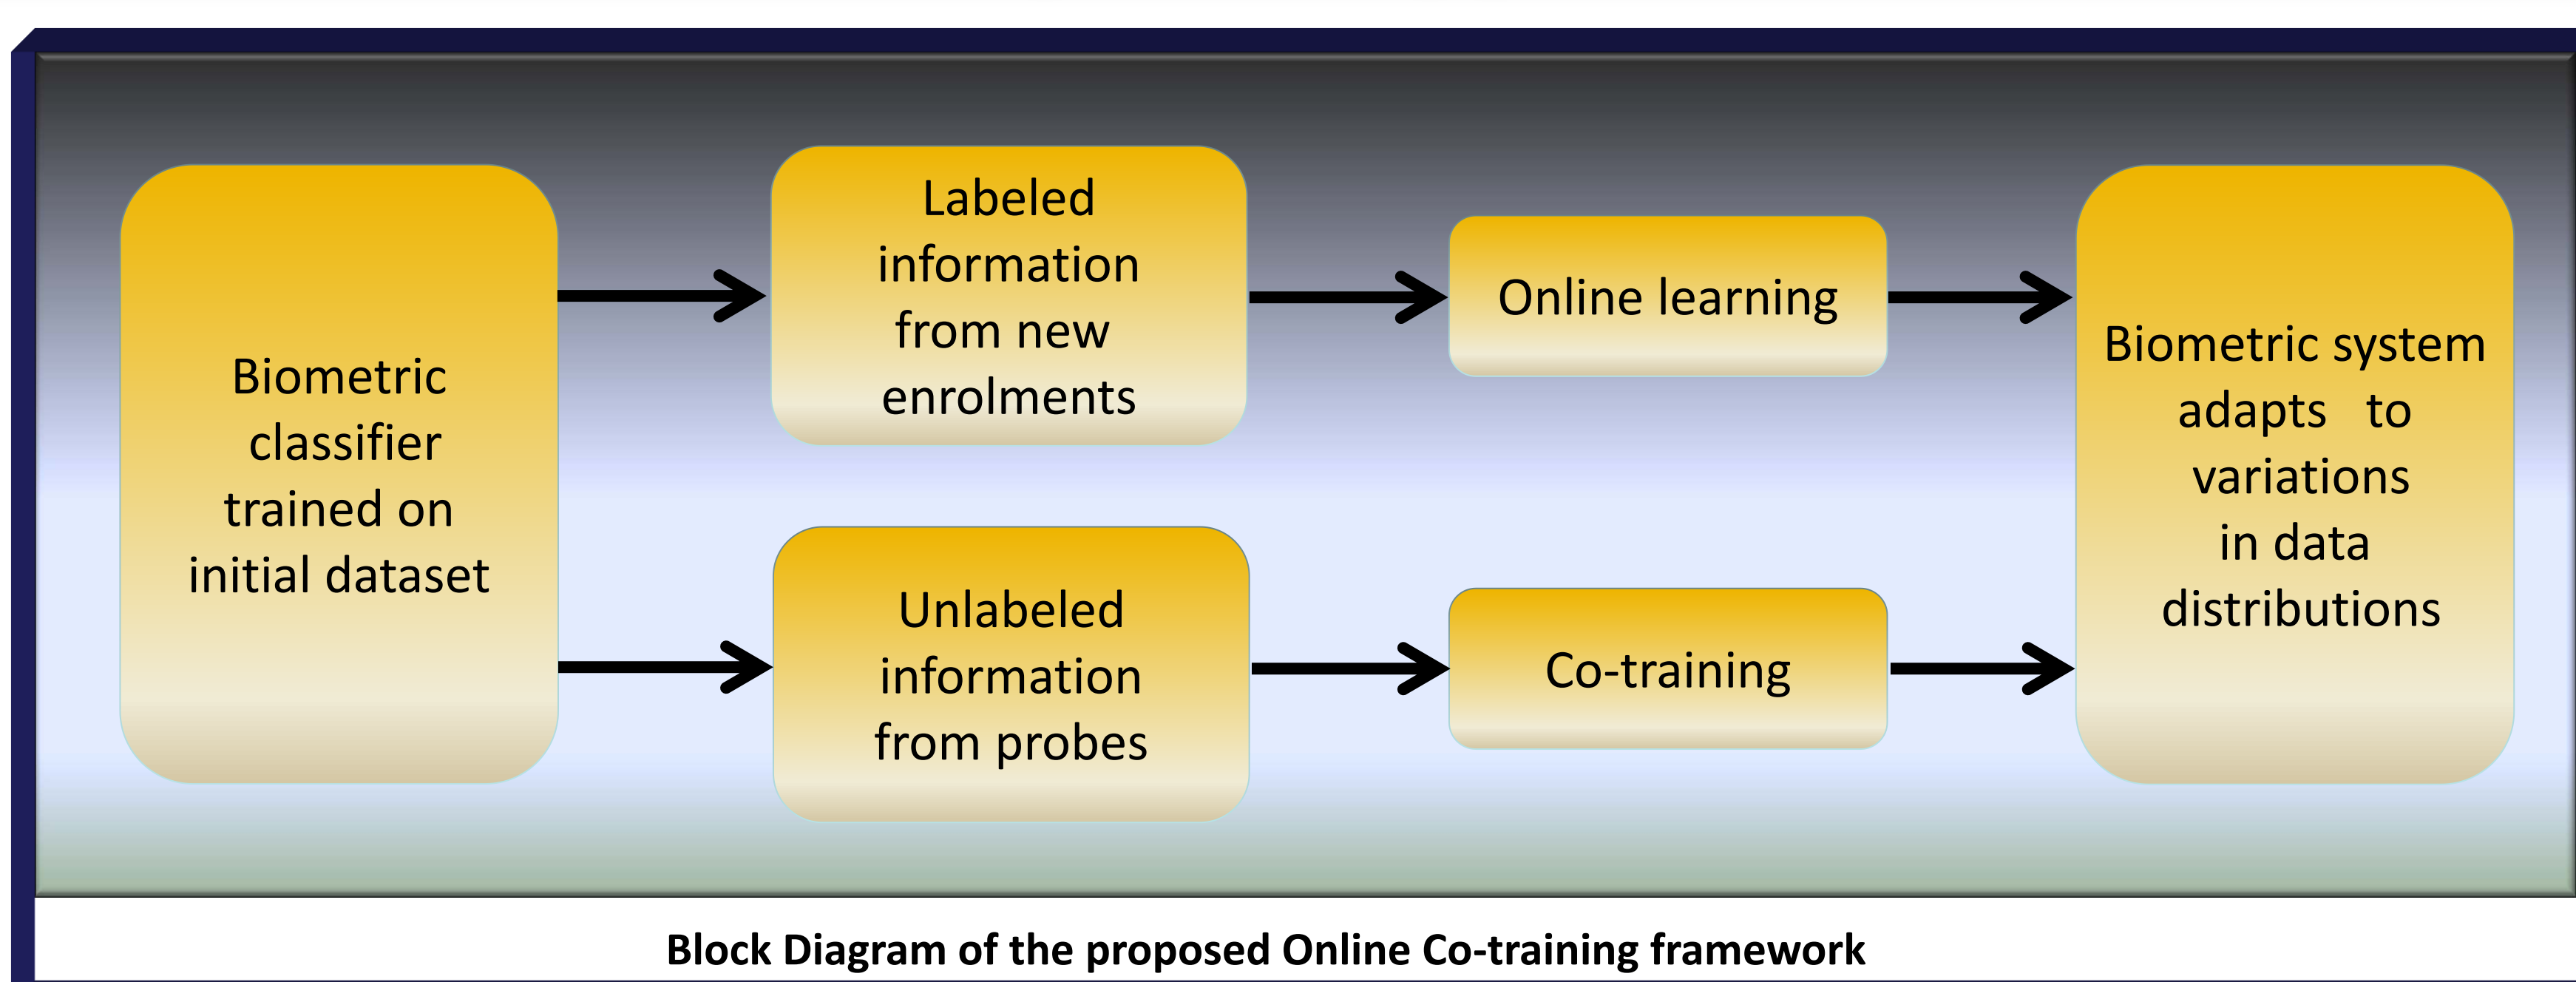 Biometric
classifier
trained on
initial dataset
Labeled
information
from new
enrolments
Online learning
Unlabeled
information
from probes
Co-training
Biometric system
adapts to
variations
in data
distributions
Block Diagram of the proposed Online Co-training framework